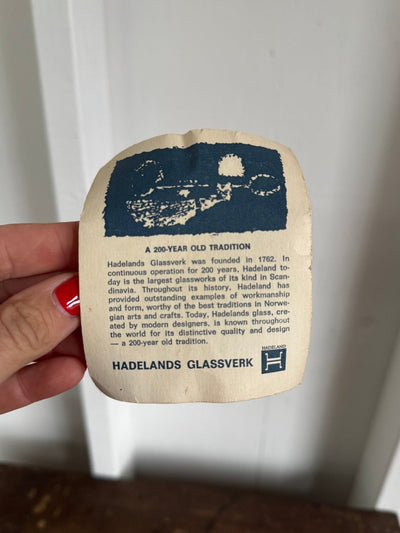 A 200-YEAR OLD TRADITION
Hadelands Glassverk was founded in 1762. In
continuous operation for 200 years, Hadeland to-
day is the largest glassworks of its kind in Scan-
dinavia. Throughout its history, Hadeland has
provided outstanding examples of workmanship
and form, worthy of the best traditions in Norwe-
gian arts and crafts. Today, Hadelands glass, cre-
ated by modern designers, is known throughout
the world for its distinctive quality and design
— a 200-year old tradition.
HADELAND
HADELANDS GLASSVERK